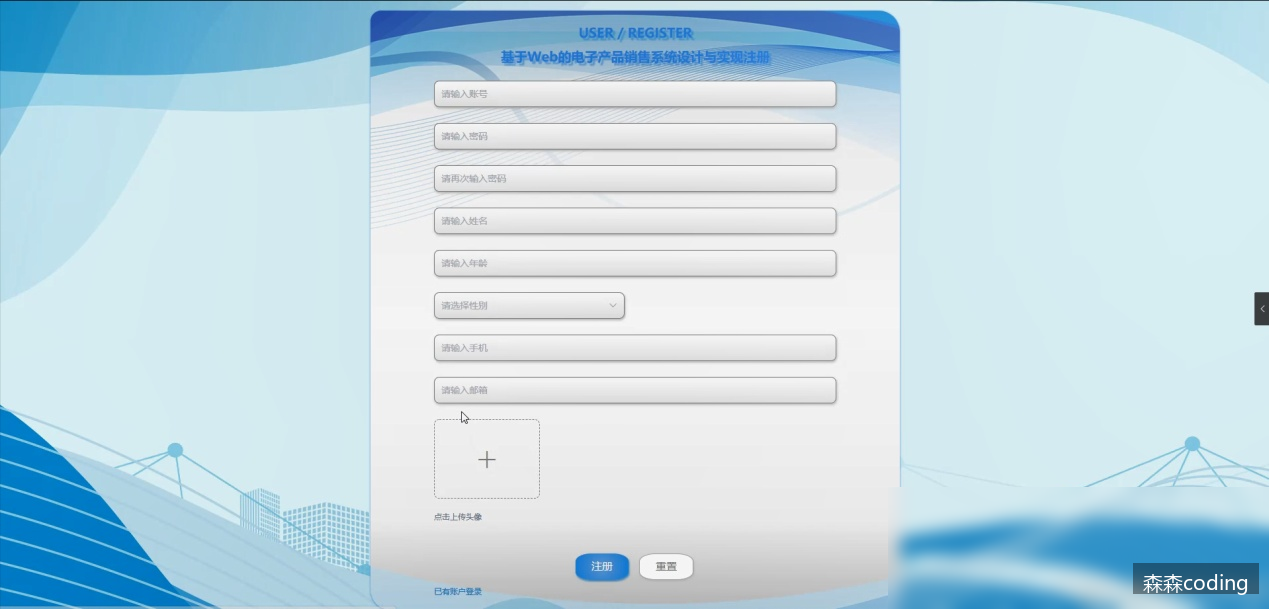 USER / REGISTER
基于Web的电子产品销售系统设计与实现注册
请输入账号
请输入密码
请再次输入密码
请输入姓名
请输入年龄
请选择性别
请输入手机
请输入邮箱
点击上传头像
注册 重置
已有账户登录
森森coding